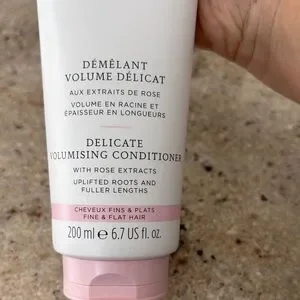 DÉMÊLANT
VOLUME DÉLICAT
AUX EXTRAITS DE ROSE
VOLUME EN RACINE ET
ÉPAISSEUR EN LONGUEURS
DELICATE
VOLUMISING CONDITIONER
WITH ROSE EXTRACTS
UPLIFTED ROOTS AND
FULLER LENGTHS
CHEVEUX FINS & PLATS
FINE & FLAT HAIR
200 ml ℮ 6,7 US fl. oz.